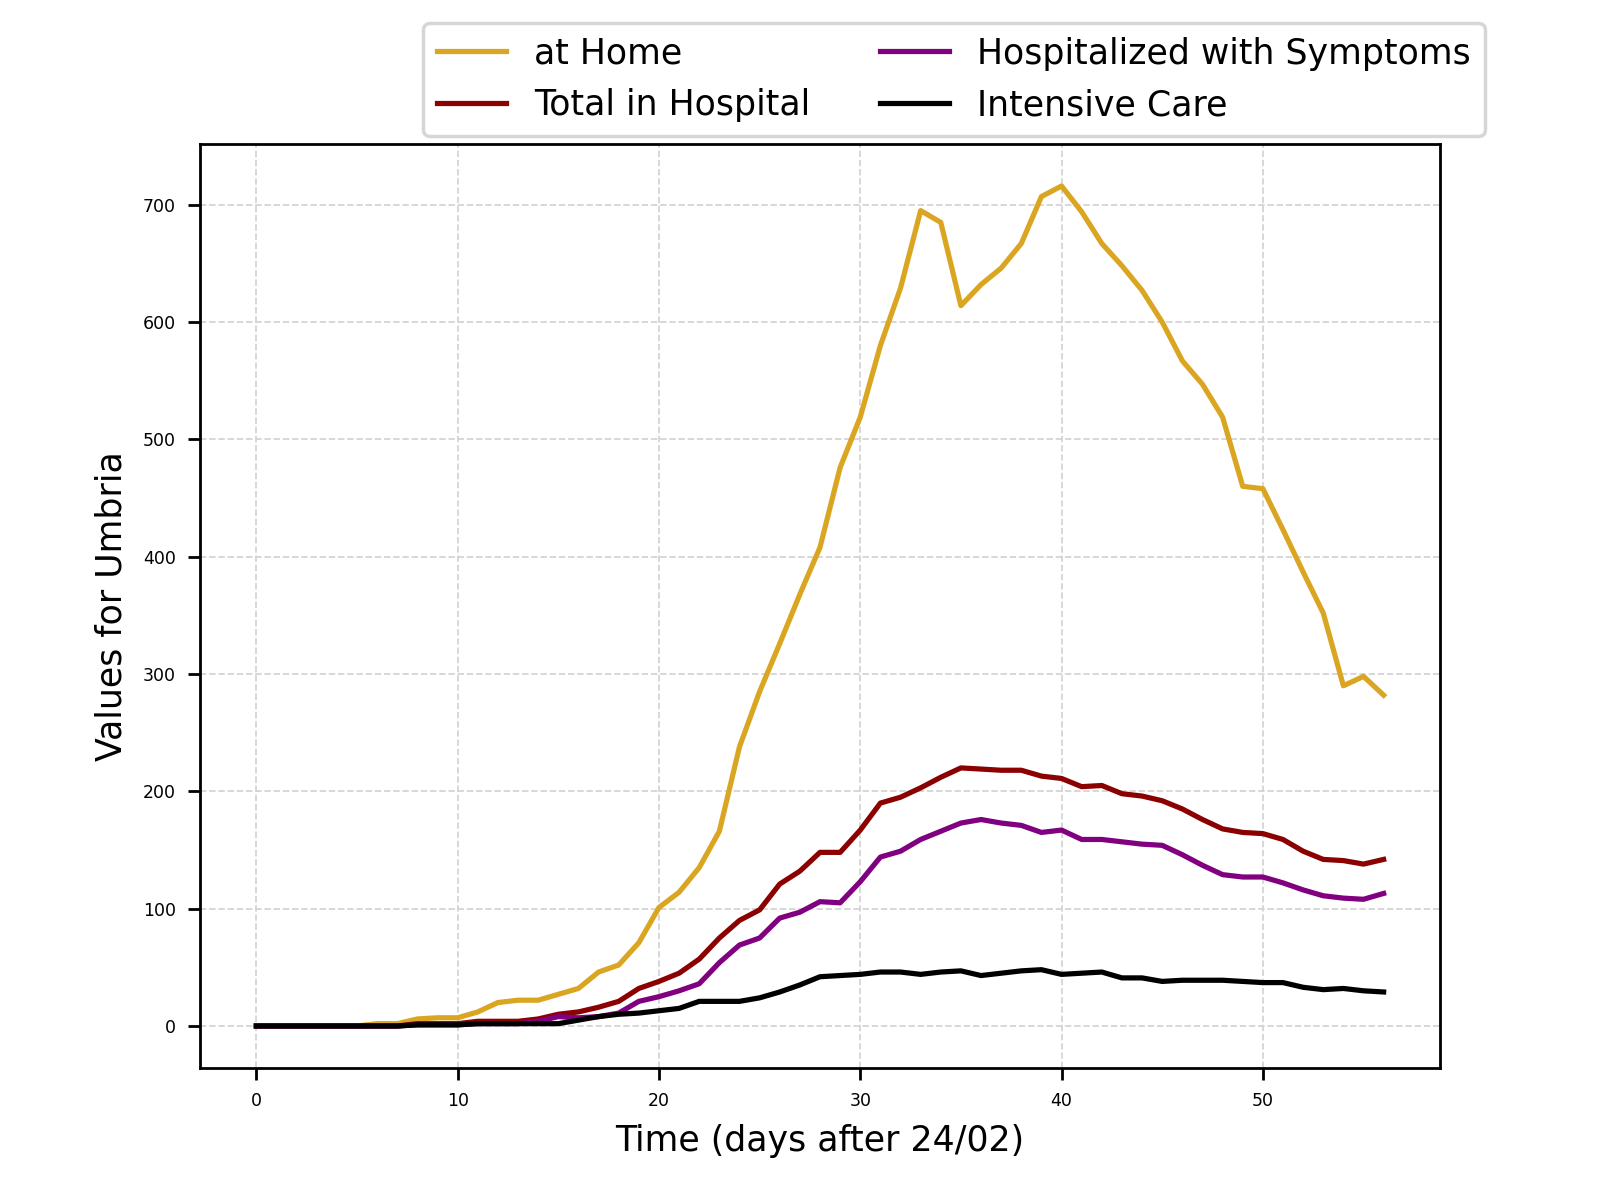 at Home
Total in Hospital
Hospitalized with Symptoms
Intensive Care
Values for Umbria
700
600
500
400
300
200
100
0
0 10 20 30 40 50
Time (days after 24/02)